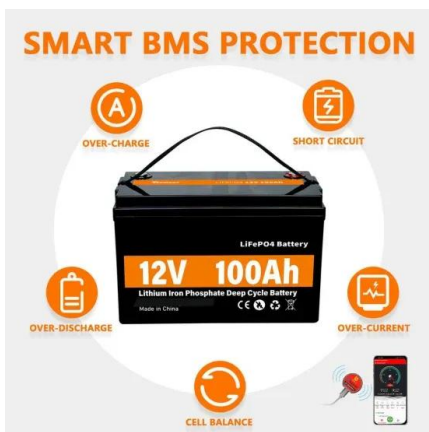 SMART BMS PROTECTION
A
OVER-CHARGE
SHORT CIRCUIT
LiFePO4 Battery
12V 100Ah
Lithium Iron Phosphate Deep Cycle Battery
Made in China
CE
OVER-DISCHARGE
OVER-CURRENT
CELL BALANCE